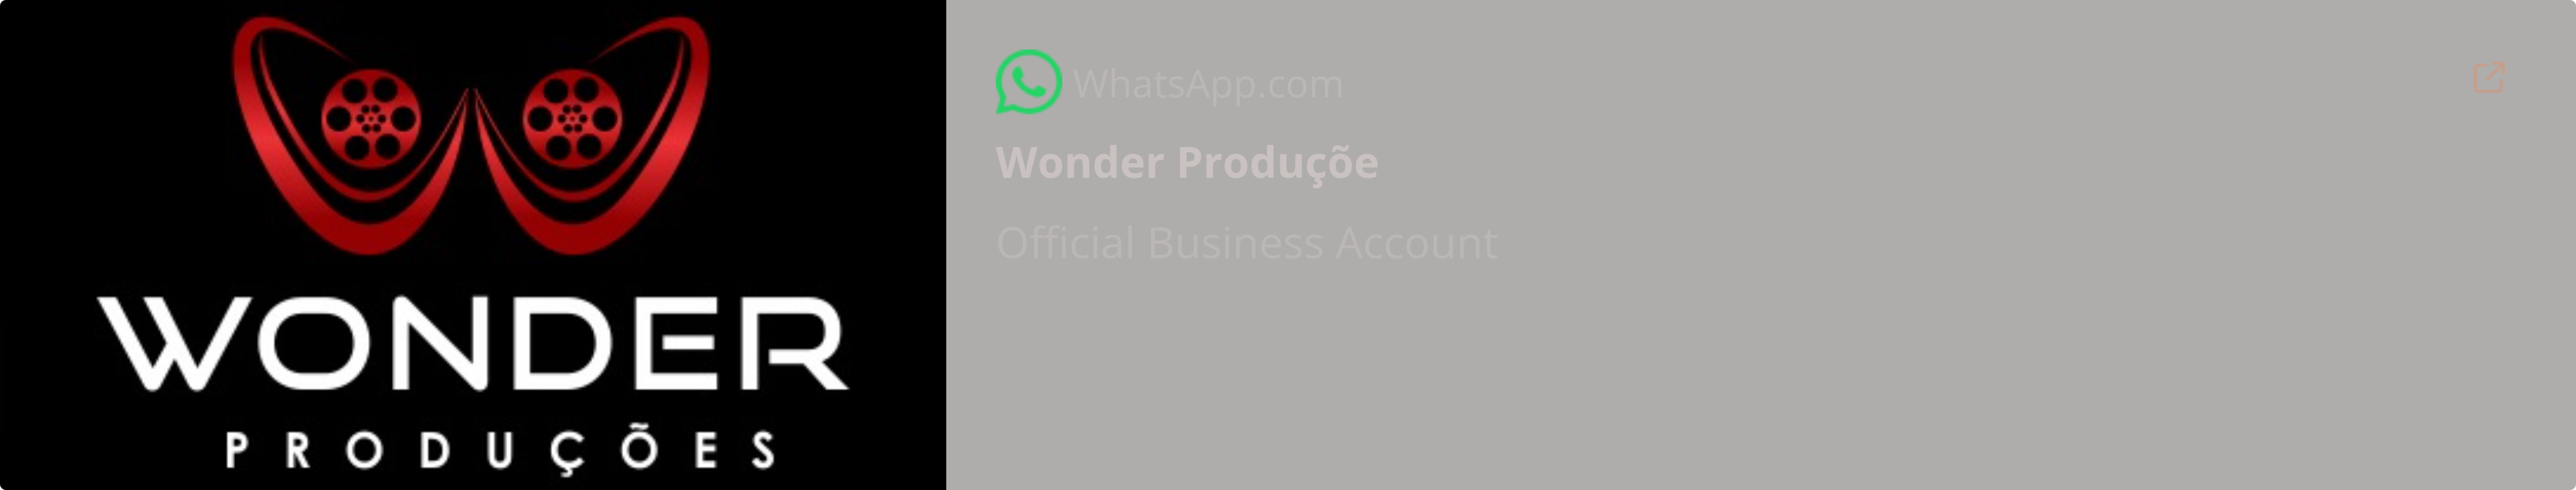 WONDER
PRODUÇÕES
WhatsApp.com
Wonder Produçõe
Official Business Account